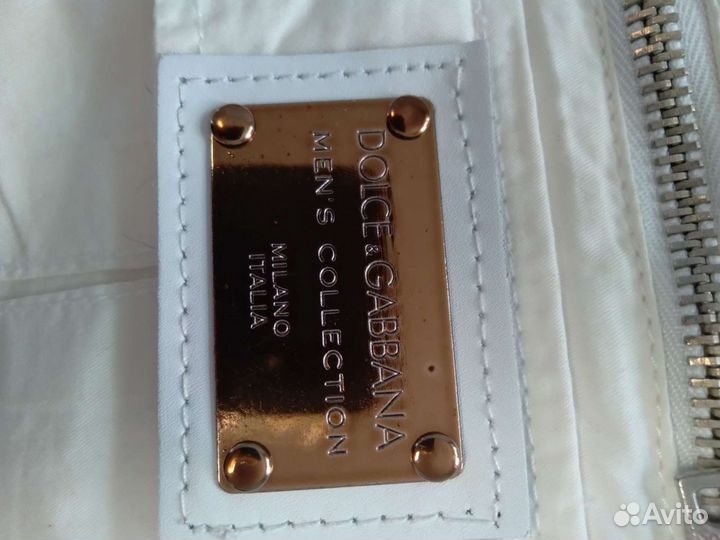 DOLCE & GABBANA
MEN'S COLLECTION
MILANO
ITALIA
Avito